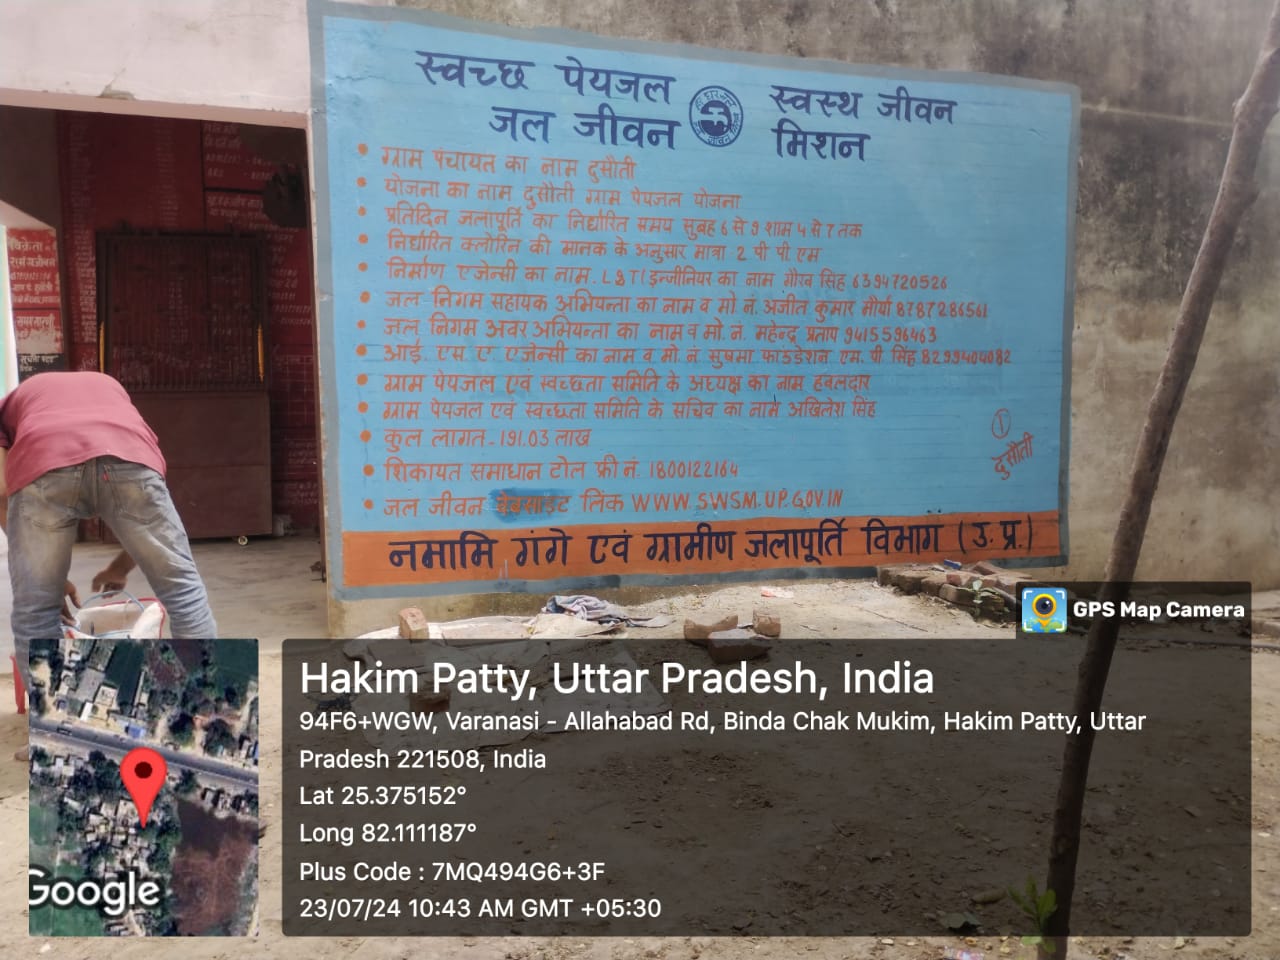 स्वच्छ पेयजल स्वस्थ जीवन
जल जीवन मिशन
• ग्राम पंचायत का नाम दुसौती
• योजना का नाम दुसौती ग्राम पेयजल योजना
• प्रतिदिन जलापूर्ति का निर्धारित समय सुबह 6 से 9 शाम 4 से 7 तक
• निर्धारित क्लोरिन की मानक के अनुसार मात्रा 2 पी पी एम
• निर्माण एजेन्सी का नाम. L&T/इन्जीनियर का नाम गौरव सिंह 6394720526
• जल निगम सहायक अभियन्ता का नाम व मो नं. अजीत कुमार मौर्या 8787286561
• जल निगम अवर अभियन्ता का नाम व मो. नं. महेन्द्र प्रताप 9415596463
• आई. एस. ए. एजेन्सी का नाम व मो. नं. सुषमा फाउंडेशन एम. पी. सिंह 8299404082
• ग्राम पेयजल एवं स्वच्छता समिति के अध्यक्ष का नाम हवलदार
• ग्राम पेयजल एवं स्वच्छता समिति के सचिव का नाम अखिलेश सिंह
• कुल लागत - 191.03 लाख
• शिकायत समाधान टोल फ्री नं. 1800122164
• जल जीवन वेबसाइट लिंक WWW.SWSM.UP.GOV.IN
1
दुसौती
नमामि गंगे एवं ग्रामीण जलापूर्ति विभाग (उ. प्र.)
GPS Map Camera
Hakim Patty, Uttar Pradesh, India
94F6+WGW, Varanasi - Allahabad Rd, Binda Chak Mukim, Hakim Patty, Uttar
Pradesh 221508, India
Lat 25.375152°
Long 82.111187°
Plus Code : 7MQ494G6+3F
23/07/24 10:43 AM GMT +05:30
Google